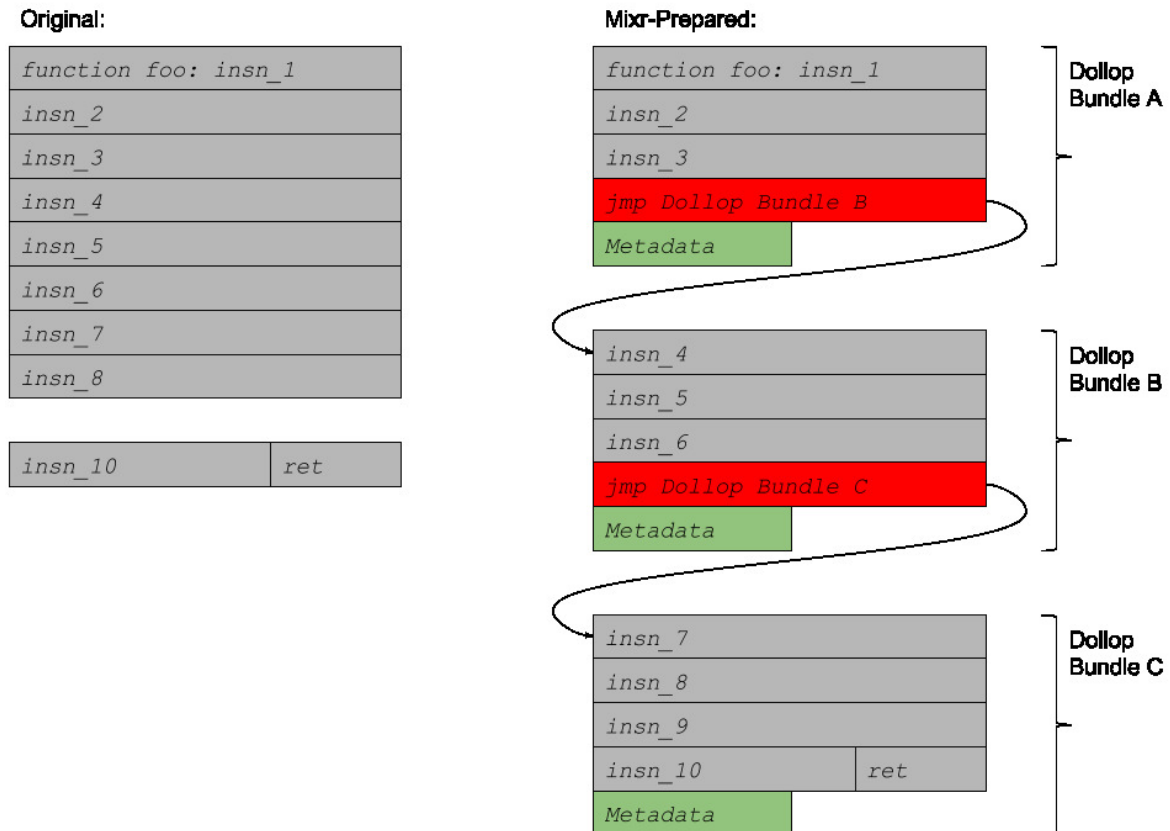 Original:
function foo: insn_1
insn_2
insn_3
insn_4
insn_5
insn_6
insn_7
insn_8
insn_10 ret
Mixr-Prepared:
function foo: insn_1
insn_2
insn_3
jmp Dollop Bundle B
Metadata
Dollop
Bundle A
insn_4
insn_5
insn_6
jmp Dollop Bundle C
Metadata
Dollop
Bundle B
insn_7
insn_8
insn_9
insn_10 ret
Metadata
Dollop
Bundle C